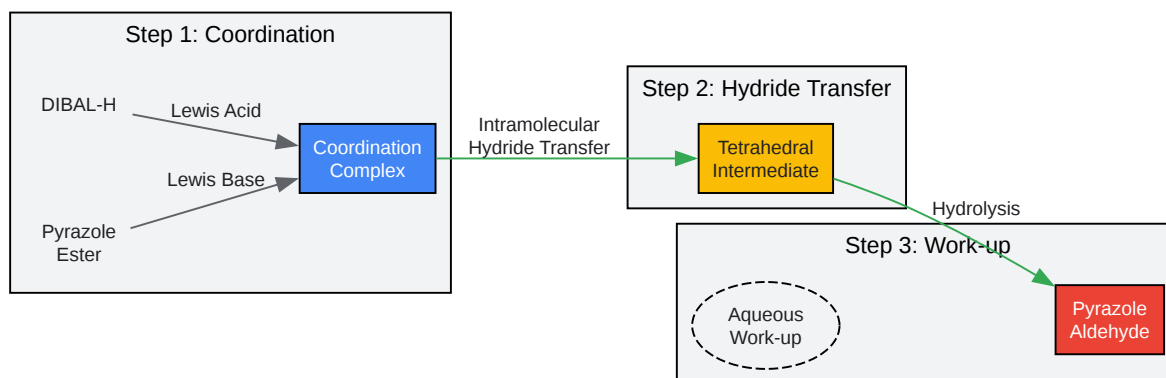 Step 1: Coordination
DIBAL-H
Lewis Acid
Lewis Base
Pyrazole
Ester
Coordination
Complex
Intramolecular
Hydride Transfer
Step 2: Hydride Transfer
Tetrahedral
Intermediate
Hydrolysis
Step 3: Work-up
Aqueous
Work-up
Pyrazole
Aldehyde